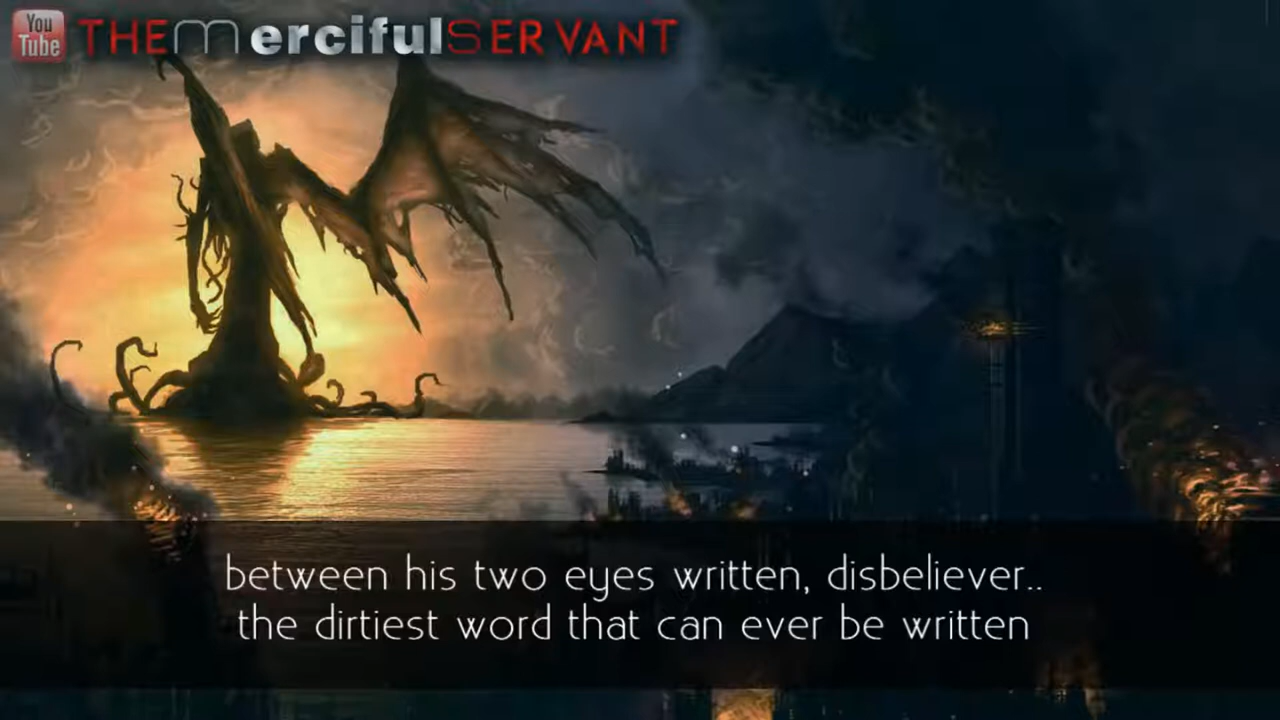 You
Tube
THEMercifulSERVANT
between his two eyes written, disbeliever..
the dirtiest word that can ever be written